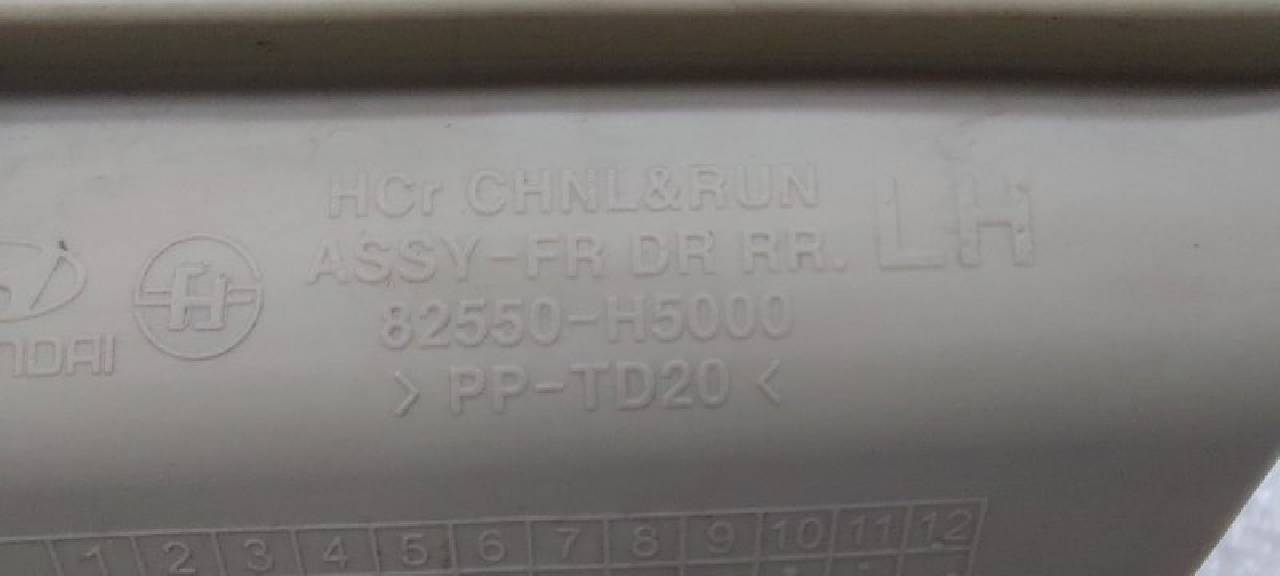 HCr CHNL&RUN
ASSY-FR DR RR.
LH
82550-H5000
>PP-TD20<
NDAI
H
1 2 3 4 5 6 7 8 9 10 11 12